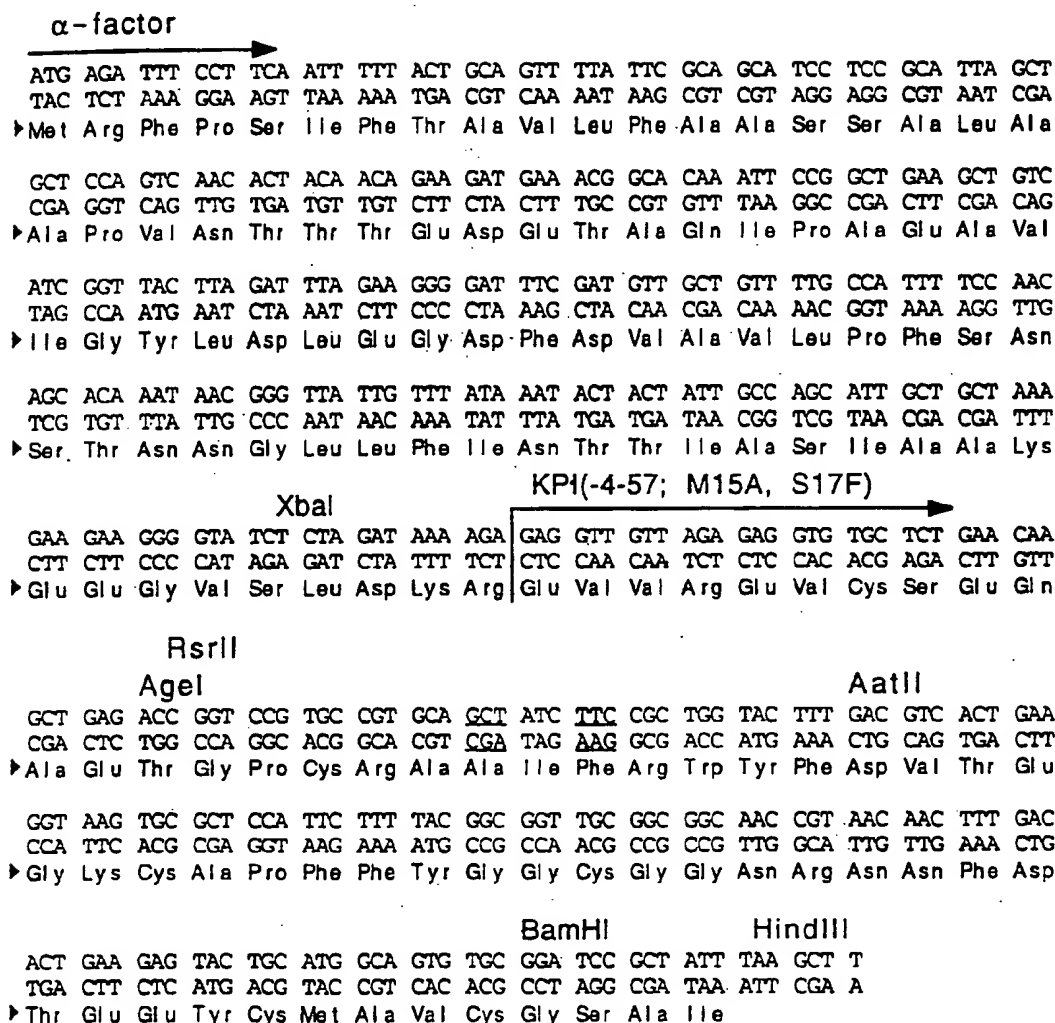 α-factor
ATG AGA TTT CCT TCA ATT TTT ACT GCA GTT TTA TTC GCA GCA TCC TCC GCA TTA GCT
TAC TCT AAA GGA AGT TAA AAA TGA CGT CAA AAT AAG CGT CGT AGG AGG CGT AAT CGA
Met Arg Phe Pro Ser Ile Phe Thr Ala Val Leu Phe Ala Ala Ser Ser Ala Leu Ala
GCT CCA GTC AAC ACT ACA ACA GAA GAT GAA ACG GCA CAA ATT CCG GCT GAA GCT GTC
CGA GGT CAG TTG TGA TGT TGT CTT CTA CTT TGC CGT GTT TAA GGC CGA CTT CGA CAG
Ala Pro Val Asn Thr Thr Thr Glu Asp Glu Thr Ala Gln Ile Pro Ala Glu Ala Val
ATC GGT TAC TTA GAT TTA GAA GGG GAT TTC GAT GTT GCT GTT TTG CCA TTT TCC AAC
TAG CCA ATG AAT CTA AAT CTT CCC CTA AAG CTA CAA CGA CAA AAC GGT AAA AGG TTG
Ile Gly Tyr Leu Asp Leu Glu Gly Asp Phe Asp Val Ala Val Leu Pro Phe Ser Asn
AGC ACA AAT AAC GGG TTA TTG TTT ATA AAT ACT ACT ATT GCC AGC ATT GCT GCT AAA
TCG TGT TTA TTG CCC AAT AAC AAA TAT TTA TGA TGA TAA CGG TCG TAA CGA CGA TTT
Ser Thr Asn Asn Gly Leu Leu Phe Ile Asn Thr Thr Ile Ala Ser Ile Ala Ala Lys
XbaI KPI(-4-57; M15A, S17F)
GAA GAA GGG GTA TCT CTA GAT AAA AGA GAG GTT GTT AGA GAG GTG TGC TCT GAA CAA
CTT CTT CCC CAT AGA GAT CTA TTT TCT CTC CAA CAA TCT CTC CAC ACG AGA CTT GTT
Glu Glu Gly Val Ser Leu Asp Lys Arg Glu Val Val Arg Glu Val Cys Ser Glu Gln
RsrII
AgeI AatII
GCT GAG ACC GGT CCG TGC CGT GCA GCT ATC TTC CGC TGG TAC TTT GAC GTC ACT GAA
CGA CTC TGG CCA GGC ACG GCA CGT CGA TAG AAG GCG ACC ATG AAA CTG CAG TGA CTT
Ala Glu Thr Gly Pro Cys Arg Ala Ala Ile Phe Arg Trp Tyr Phe Asp Val Thr Glu
GGT AAG TGC GCT CCA TTC TTT TAC GGC GGT TGC GGC GGC AAC CGT AAC AAC TTT GAC
CCA TTC ACG CGA GGT AAG AAA ATG CCG CCA ACG CCG CCG TTG GCA TTG TTG AAA CTG
Gly Lys Cys Ala Pro Phe Phe Tyr Gly Gly Cys Gly Gly Asn Arg Asn Asn Phe Asp
BamHI HindIII
ACT GAA GAG TAC TGC ATG GCA GTG TGC GGA TCC GCT ATT TAA GCT T
TGA CTT CTC ATG ACG TAC CGT CAC ACG CCT AGG CGA TAA ATT CGA A
Thr Glu Glu Tyr Cys Met Ala Val Cys Gly Ser Ala Ile